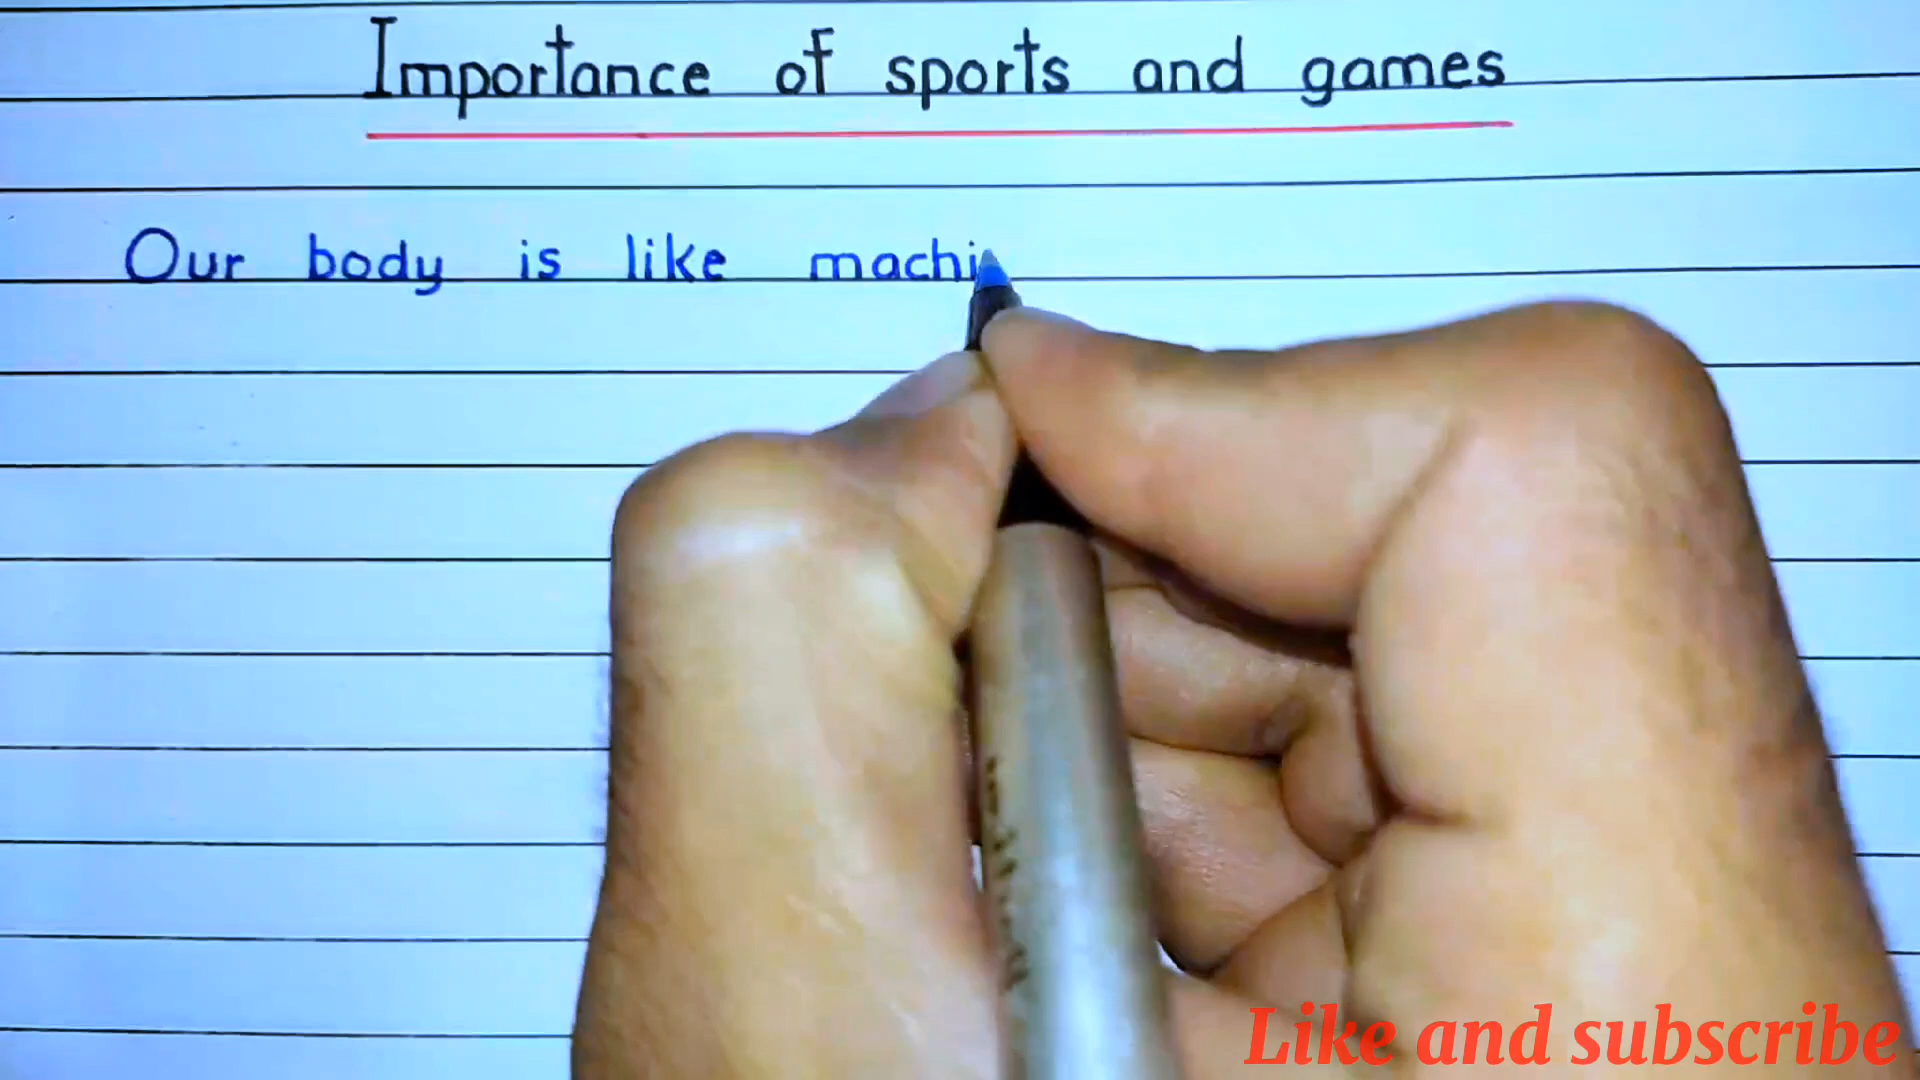 Importance of sports and games
Our body is like machi
Like and subscribe